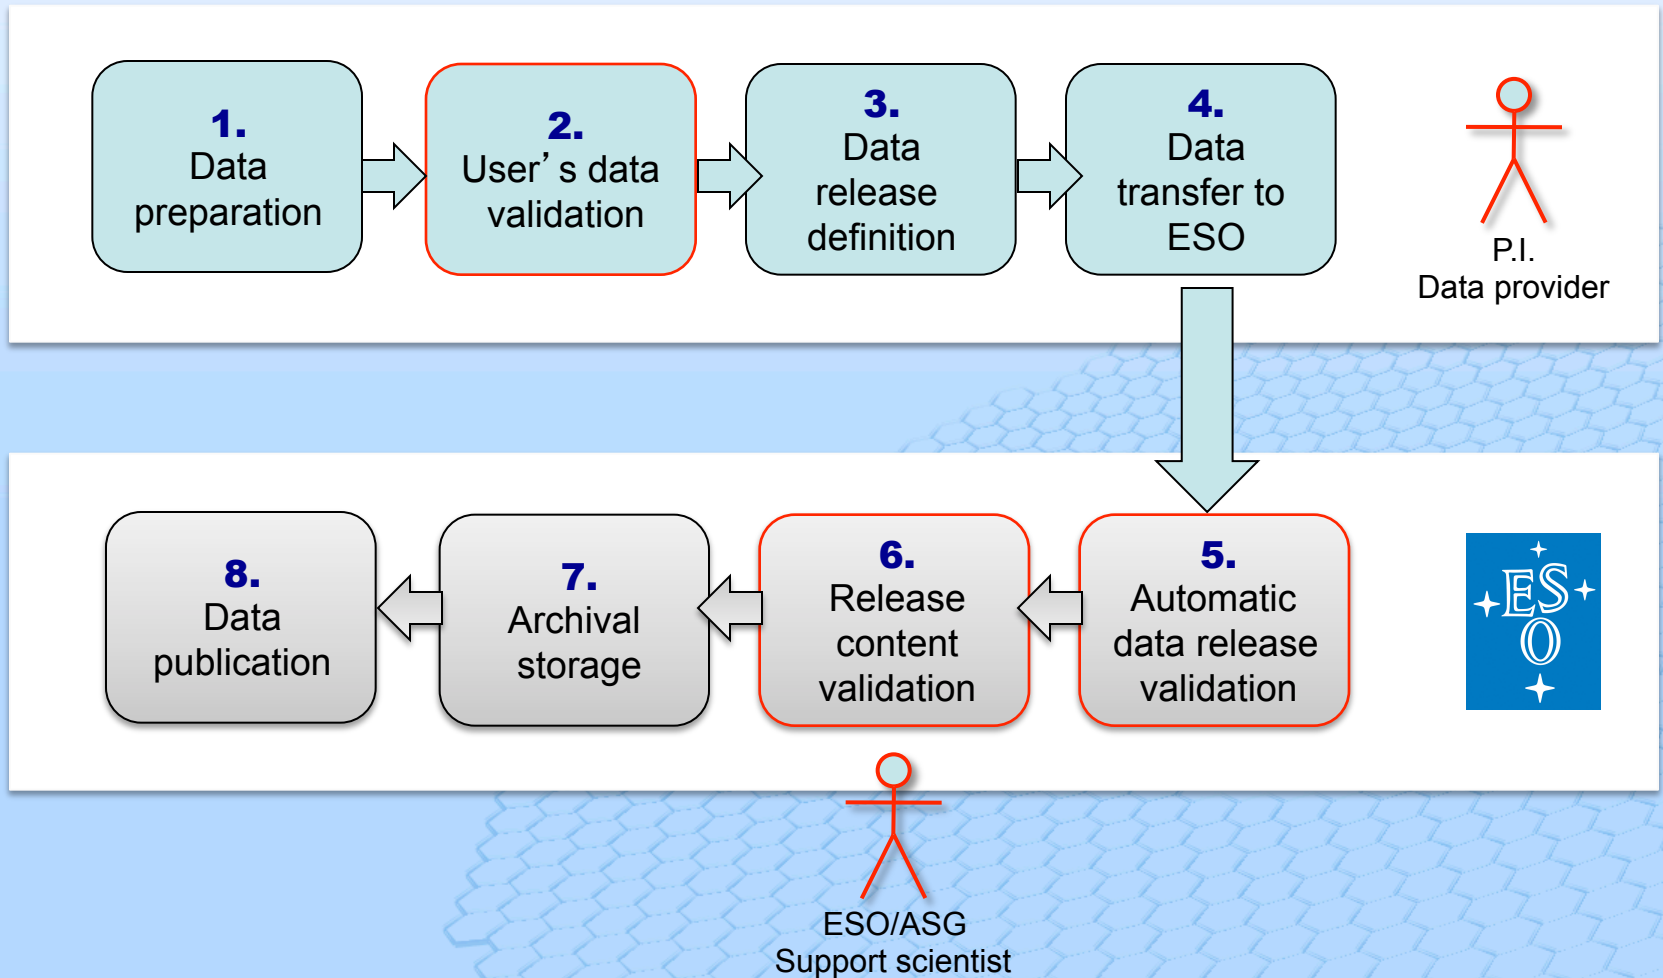 1.
Data
preparation
2.
User’s data
validation
3.
Data
release
definition
4.
Data
transfer to
ESO
P.I.
Data provider
8.
Data
publication
7.
Archival
storage
6.
Release
content
validation
5.
Automatic
data release
validation
ES
O
ESO/ASG
Support scientist